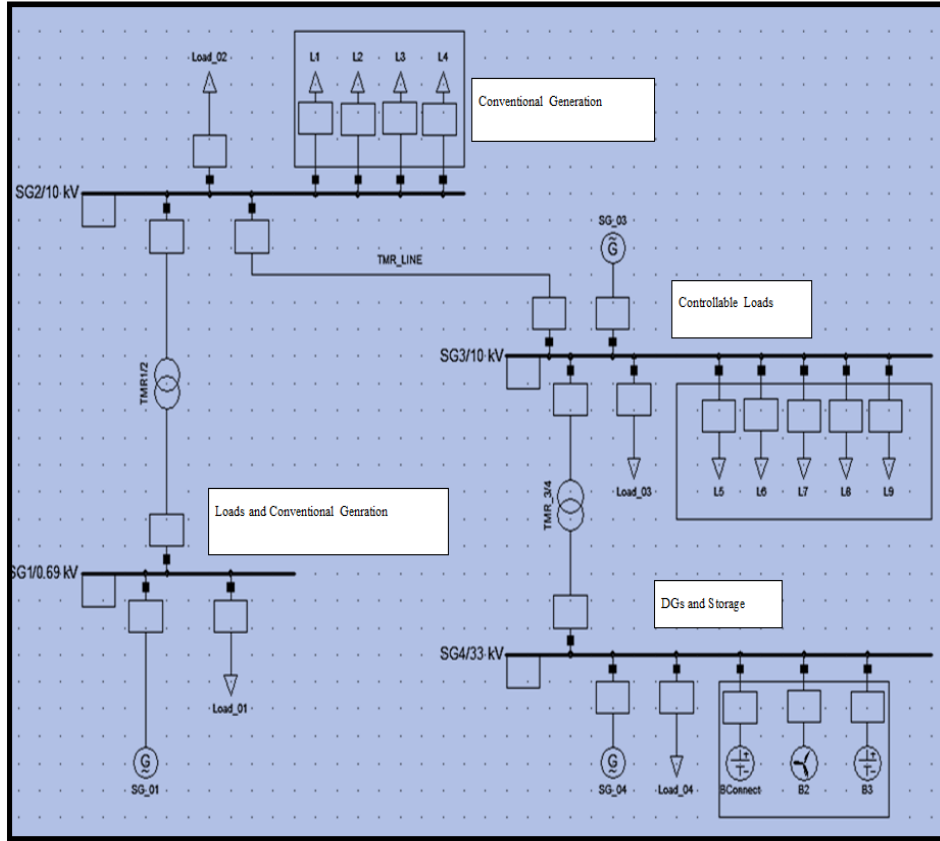 Load_02
L1 L2 L3 L4
Conventional Generation
SG2/10 kV
SG_03
G
TMR_LINE
Controllable Loads
SG3/10 kV
TMR1/2
L5 L6 L7 L8 L9
Load_03
TMR_3/4
Loads and Conventional Genration
SG1/0.69 kV
DGs and Storage
SG4/33 kV
Load_01
G
SG_01
G
SG_04
Load_04
BConnect
B2
B3